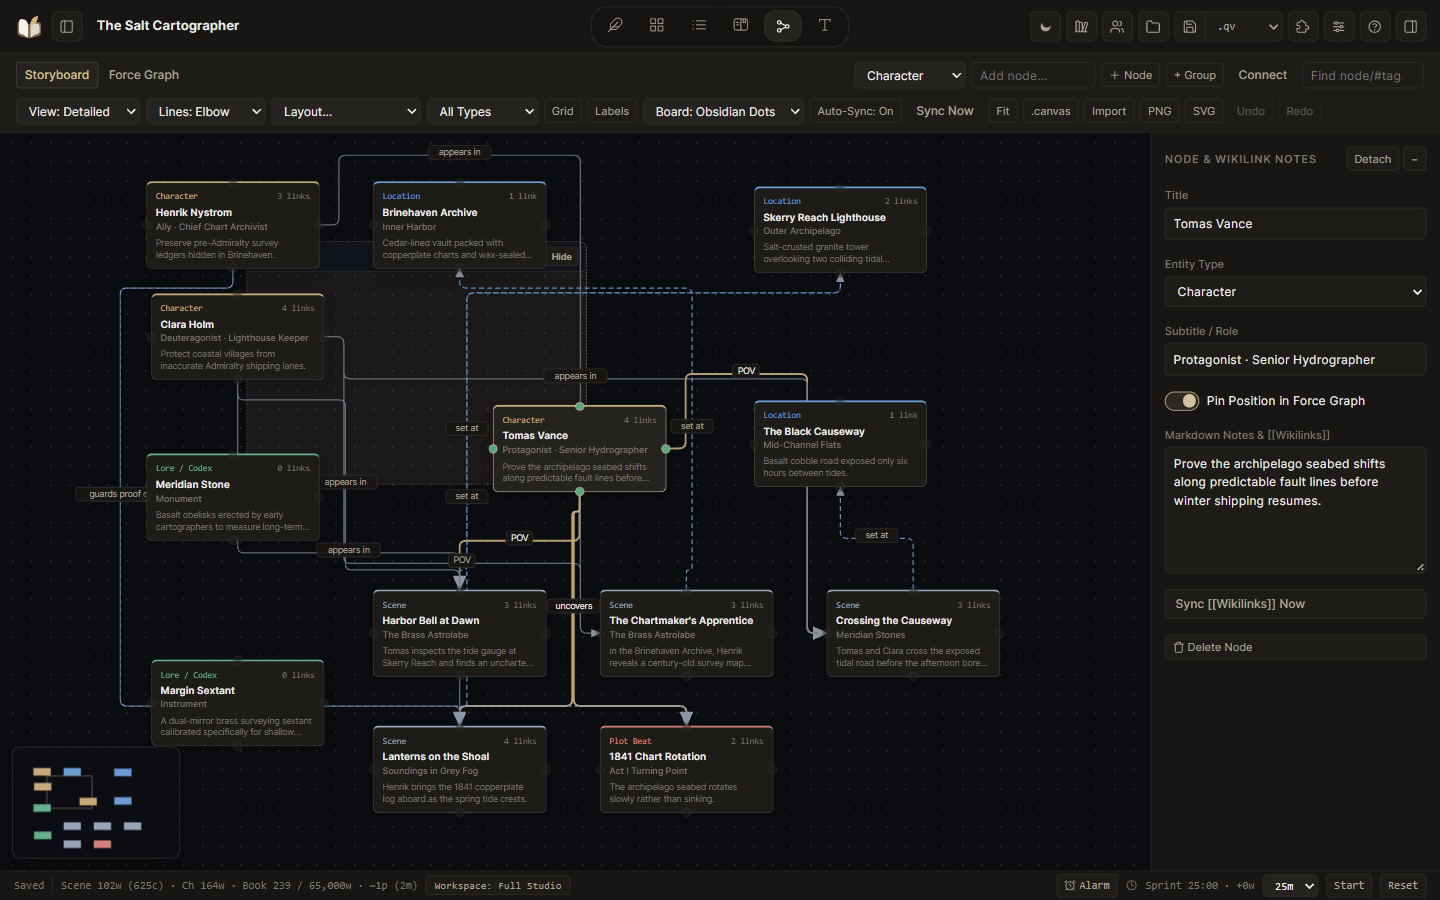 The Salt Cartographer
.qv
Storyboard
Force Graph
Character
Add node...
+ Node
+ Group
Connect
Find node/#tag
View: Detailed
Lines: Elbow
Layout...
All Types
Grid
Labels
Board: Obsidian Dots
Auto-Sync: On
Sync Now
Fit
.canvas
Import
PNG
SVG
Undo
Redo
appears in
Character
3 links
Henrik Nystrom
Ally · Chief Chart Archivist
Preserve pre-Admiralty survey
ledgers hidden in Brinehaven.
Location
1 link
Brinehaven Archive
Inner Harbor
Cedar-lined vault packed with
copperplate charts and wax-sealed...
Hide
Location
2 links
Skerry Reach Lighthouse
Outer Archipelago
Salt-crusted granite tower
overlooking two colliding tidal...
Character
4 links
Clara Holm
Deuteragonist · Lighthouse Keeper
Protect coastal villages from
inaccurate Admiralty shipping lanes.
appears in
POV
Character
4 links
Tomas Vance
Protagonist · Senior Hydrographer
Prove the archipelago seabed shifts
along predictable fault lines before...
set at
set at
Location
1 link
The Black Causeway
Mid-Channel Flats
Basalt cobble road exposed only six
hours between tides.
Lore / Codex
0 links
Meridian Stone
Monument
Basalt obelisks erected by early
cartographers to measure long-term...
guards proof
appears in
set at
appears in
POV
POV
set at
Scene
3 links
Harbor Bell at Dawn
The Brass Astrolabe
Tomas inspects the tide gauge at
Skerry Reach and finds an uncharte...
uncovers
Scene
3 links
The Chartmaker's Apprentice
The Brass Astrolabe
In the Brinehaven Archive, Henrik
reveals a century-old survey map...
Scene
3 links
Crossing the Causeway
Meridian Stones
Tomas and Clara cross the exposed
tidal road before the afternoon bore...
Lore / Codex
0 links
Margin Sextant
Instrument
A dual-mirror brass surveying sextant
calibrated specifically for shallow...
Scene
4 links
Lanterns on the Shoal
Soundings in Grey Fog
Henrik brings the 1841 copperplate
log aboard as the spring tide crests.
Plot Beat
2 links
1841 Chart Rotation
Act I Turning Point
The archipelago seabed rotates
slowly rather than sinking.
NODE & WIKILINK NOTES
Detach
–
Title
Tomas Vance
Entity Type
Character
Subtitle / Role
Protagonist · Senior Hydrographer
Pin Position in Force Graph
Markdown Notes & [[Wikilinks]]
Prove the archipelago seabed shifts
along predictable fault lines before
winter shipping resumes.
Sync [[Wikilinks]] Now
Delete Node
Saved
Scene 102w (625c) · Ch 164w · Book 239 / 65,000w · ~1p (2m)
Workspace: Full Studio
Alarm
Sprint 25:00 · +0w
25m
Start
Reset